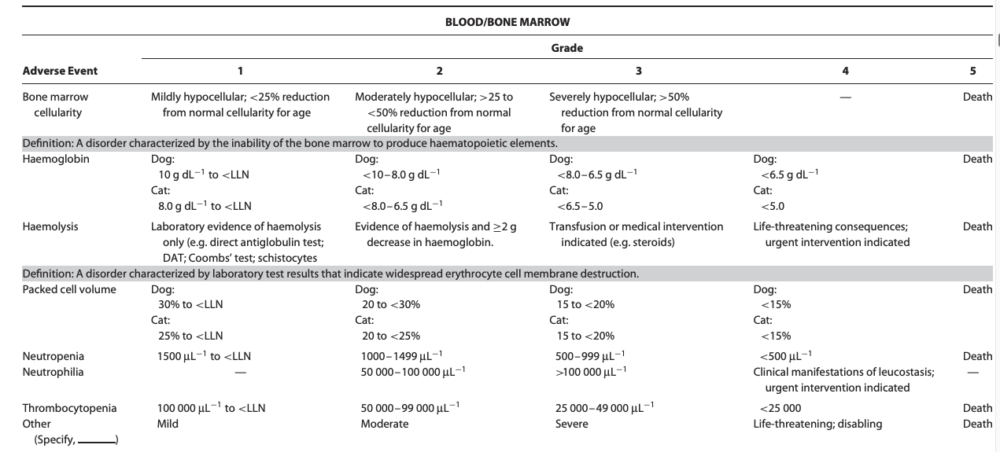 BLOOD/BONE MARROW
Grade
Adverse Event 1 2 3 4 5
Bone marrow Mildly hypocellular; <25% reduction Moderately hypocellular; >25 to Severely hypocellular; >50% — Death
cellularity from normal cellularity for age <50% reduction from normal reduction from normal cellularity
cellularity for age for age
Definition: A disorder characterized by the inability of the bone marrow to produce haematopoietic elements.
Haemoglobin Dog: Dog: Dog: Dog: Death
10 g dL⁻¹ to <LLN <10–8.0 g dL⁻¹ <8.0–6.5 g dL⁻¹ <6.5 g dL⁻¹
Cat: Cat: Cat: Cat:
8.0 g dL⁻¹ to <LLN <8.0–6.5 g dL⁻¹ <6.5–5.0 <5.0
Haemolysis Laboratory evidence of haemolysis Evidence of haemolysis and ≥2 g Transfusion or medical intervention Life-threatening consequences; Death
only (e.g. direct antiglobulin test; decrease in haemoglobin. indicated (e.g. steroids) urgent intervention indicated
DAT; Coombs' test; schistocytes
Definition: A disorder characterized by laboratory test results that indicate widespread erythrocyte cell membrane destruction.
Packed cell volume Dog: Dog: Dog: Dog: Death
30% to <LLN 20 to <30% 15 to <20% <15%
Cat: Cat: Cat: Cat:
25% to <LLN 20 to <25% 15 to <20% <15%
Neutropenia 1500 μL⁻¹ to <LLN 1000–1499 μL⁻¹ 500–999 μL⁻¹ <500 μL⁻¹ Death
Neutrophilia — 50 000–100 000 μL⁻¹ >100 000 μL⁻¹ Clinical manifestations of leucostasis; —
urgent intervention indicated
Thrombocytopenia 100 000 μL⁻¹ to <LLN 50 000–99 000 μL⁻¹ 25 000–49 000 μL⁻¹ <25 000 Death
Other Mild Moderate Severe Life-threatening; disabling Death
(Specify, ______)